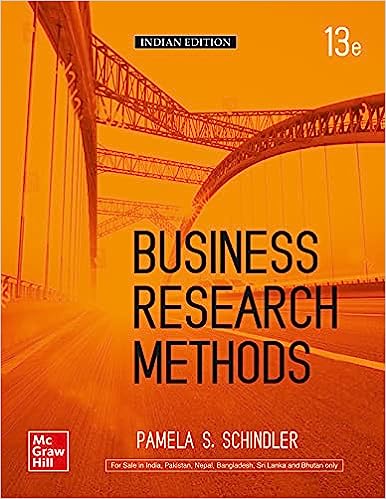 INDIAN EDITION
13e
BUSINESS
RESEARCH
METHODS
PAMELA S. SCHINDLER
Mc
Graw
Hill
For Sale in India, Pakistan, Nepal, Bangladesh, Sri Lanka and Bhutan only